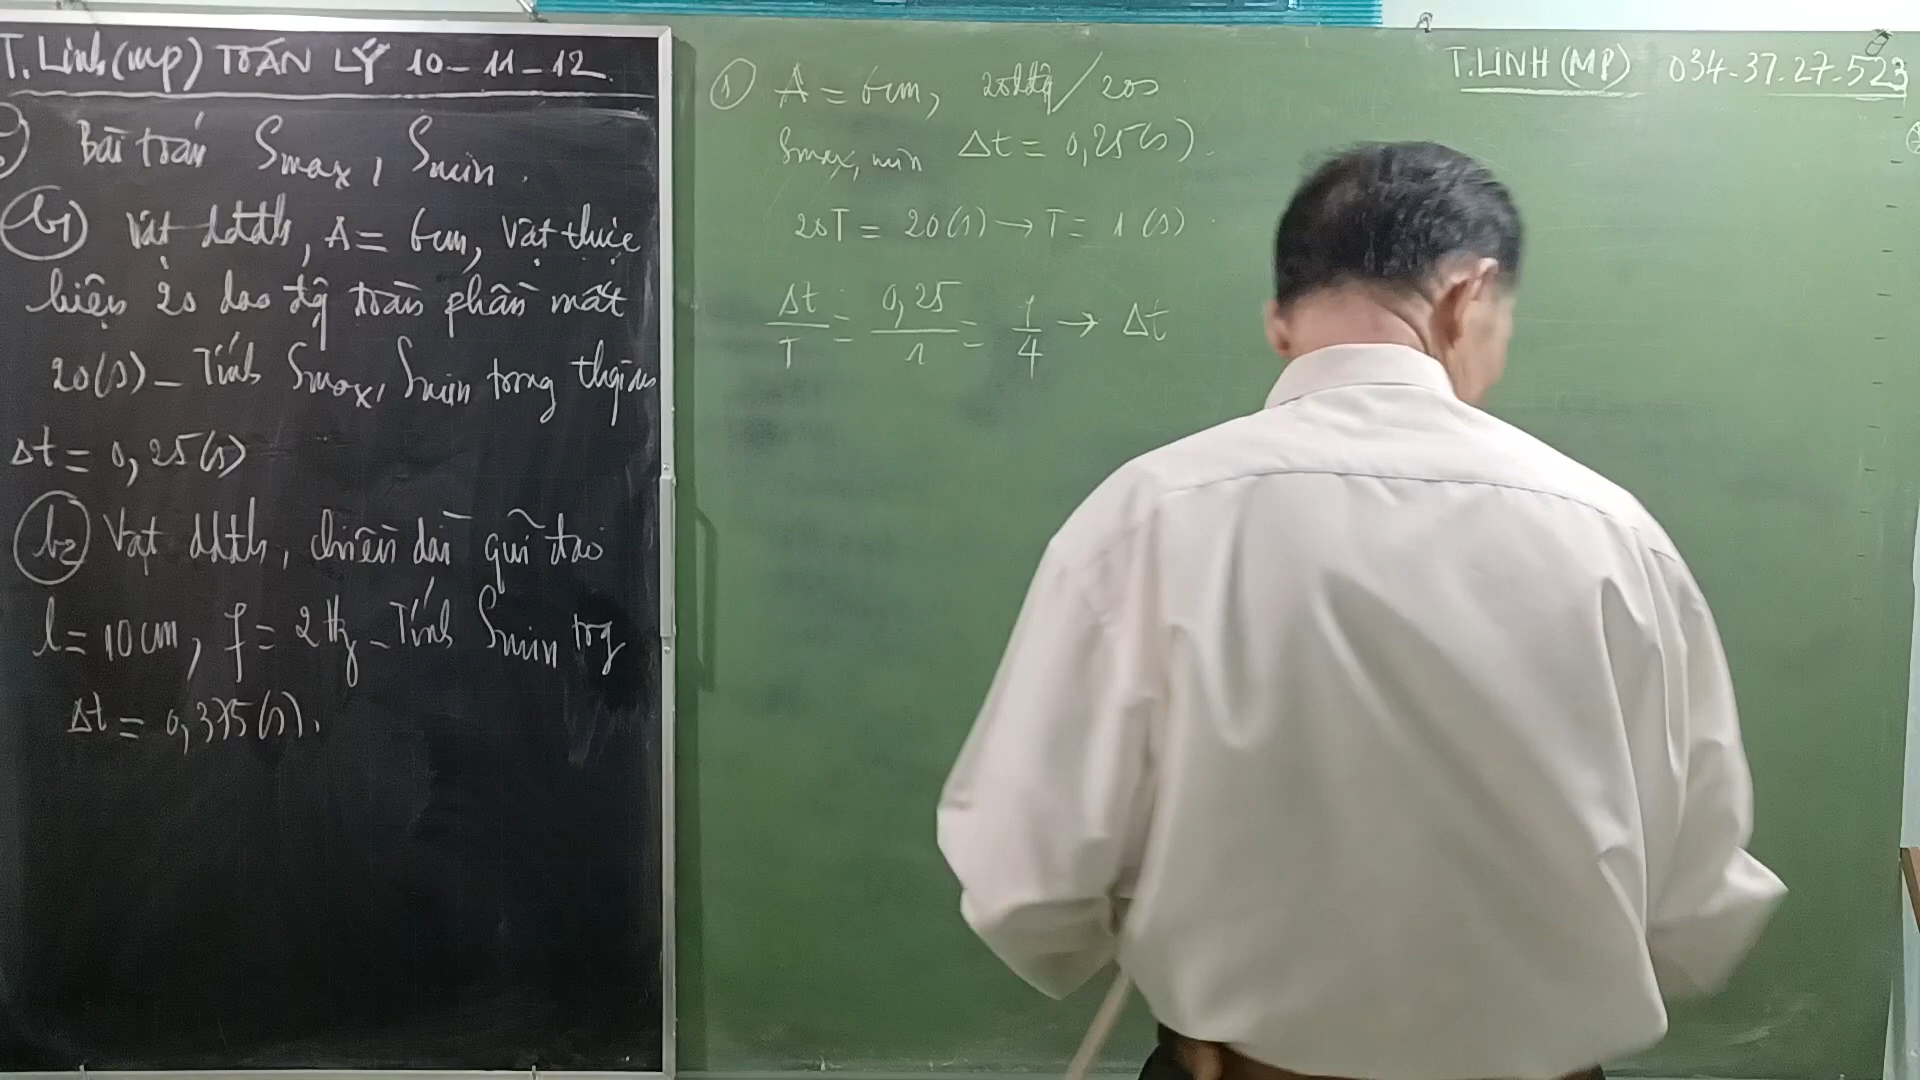 T. Linh (MP) TOÁN LÝ 10 - 11 - 12
Bài toán Smax, Smin.
b1) Vật dđđh, A = 6cm, vật thực
hiện 20 dao độg toàn phần mất
20(s) - Tính Smax, Smin trong thời
Δt = 0,25(s)
b2) Vật dđđh, chiều dài quĩ đạo
l = 10cm, f = 2Hz - Tính Smin trg
Δt = 0,375(s).
① A = 6cm, 20dđộg/20s
Smax, min Δt = 0,25(s).
20T = 20(s) → T = 1(s).
Δt/T = 0,25/1 = 1/4 → Δt
T.LINH (MP) 034-37.27-523